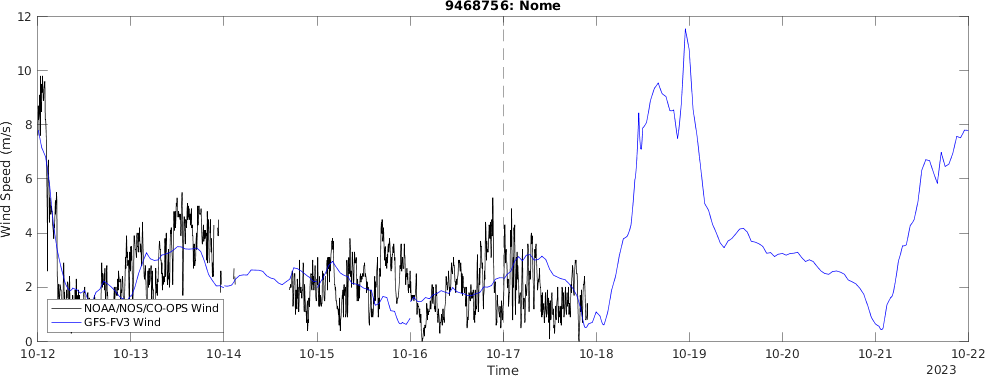 9468756: Nome
12
10
8
6
4
2
0
Wind Speed (m/s)
NOAA/NOS/CO-OPS Wind
GFS-FV3 Wind
10-12 10-13 10-14 10-15 10-16 10-17 10-18 10-19 10-20 10-21 10-22
Time
2023